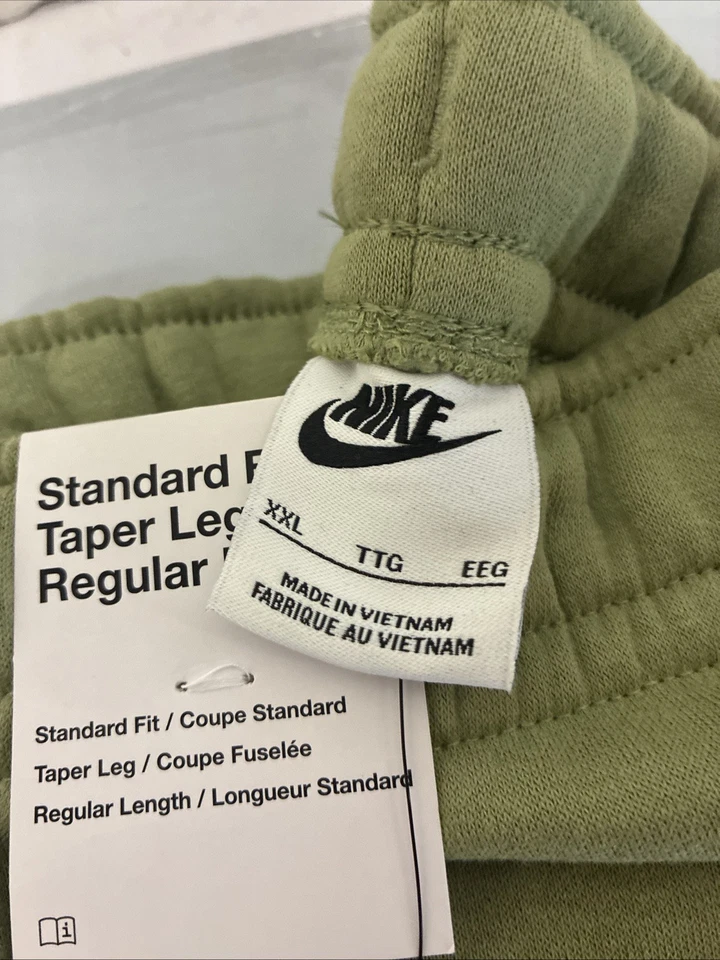 NIKE
XXL TTG EEG
MADE IN VIETNAM
FABRIQUE AU VIETNAM
Standard
Taper Leg
Regular
Standard Fit / Coupe Standard
Taper Leg / Coupe Fuselée
Regular Length / Longueur Standard
i